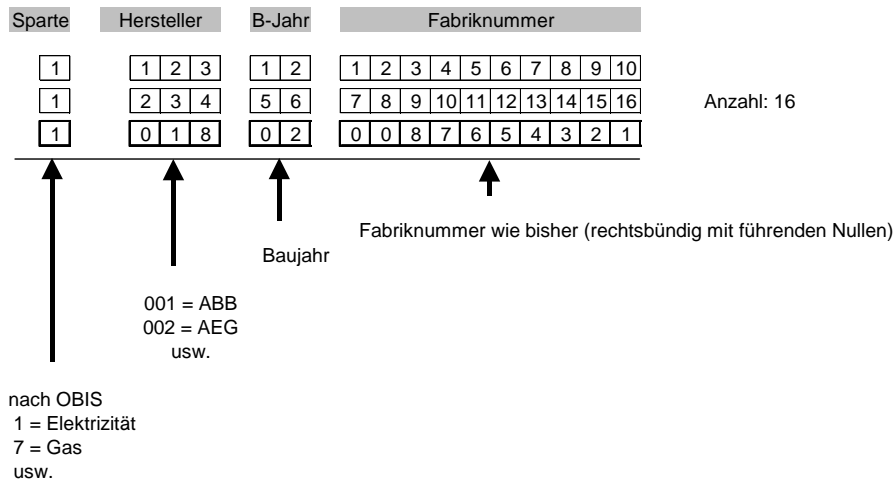 Sparte Hersteller B-Jahr Fabriknummer
1 1 2 3 1 2 1 2 3 4 5 6 7 8 9 10
1 2 3 4 5 6 7 8 9 10 11 12 13 14 15 16 Anzahl: 16
1 0 1 8 0 2 0 0 8 7 6 5 4 3 2 1
Fabriknummer wie bisher (rechtsbündig mit führenden Nullen)
Baujahr
001 = ABB
002 = AEG
usw.
nach OBIS
1 = Elektrizität
7 = Gas
usw.